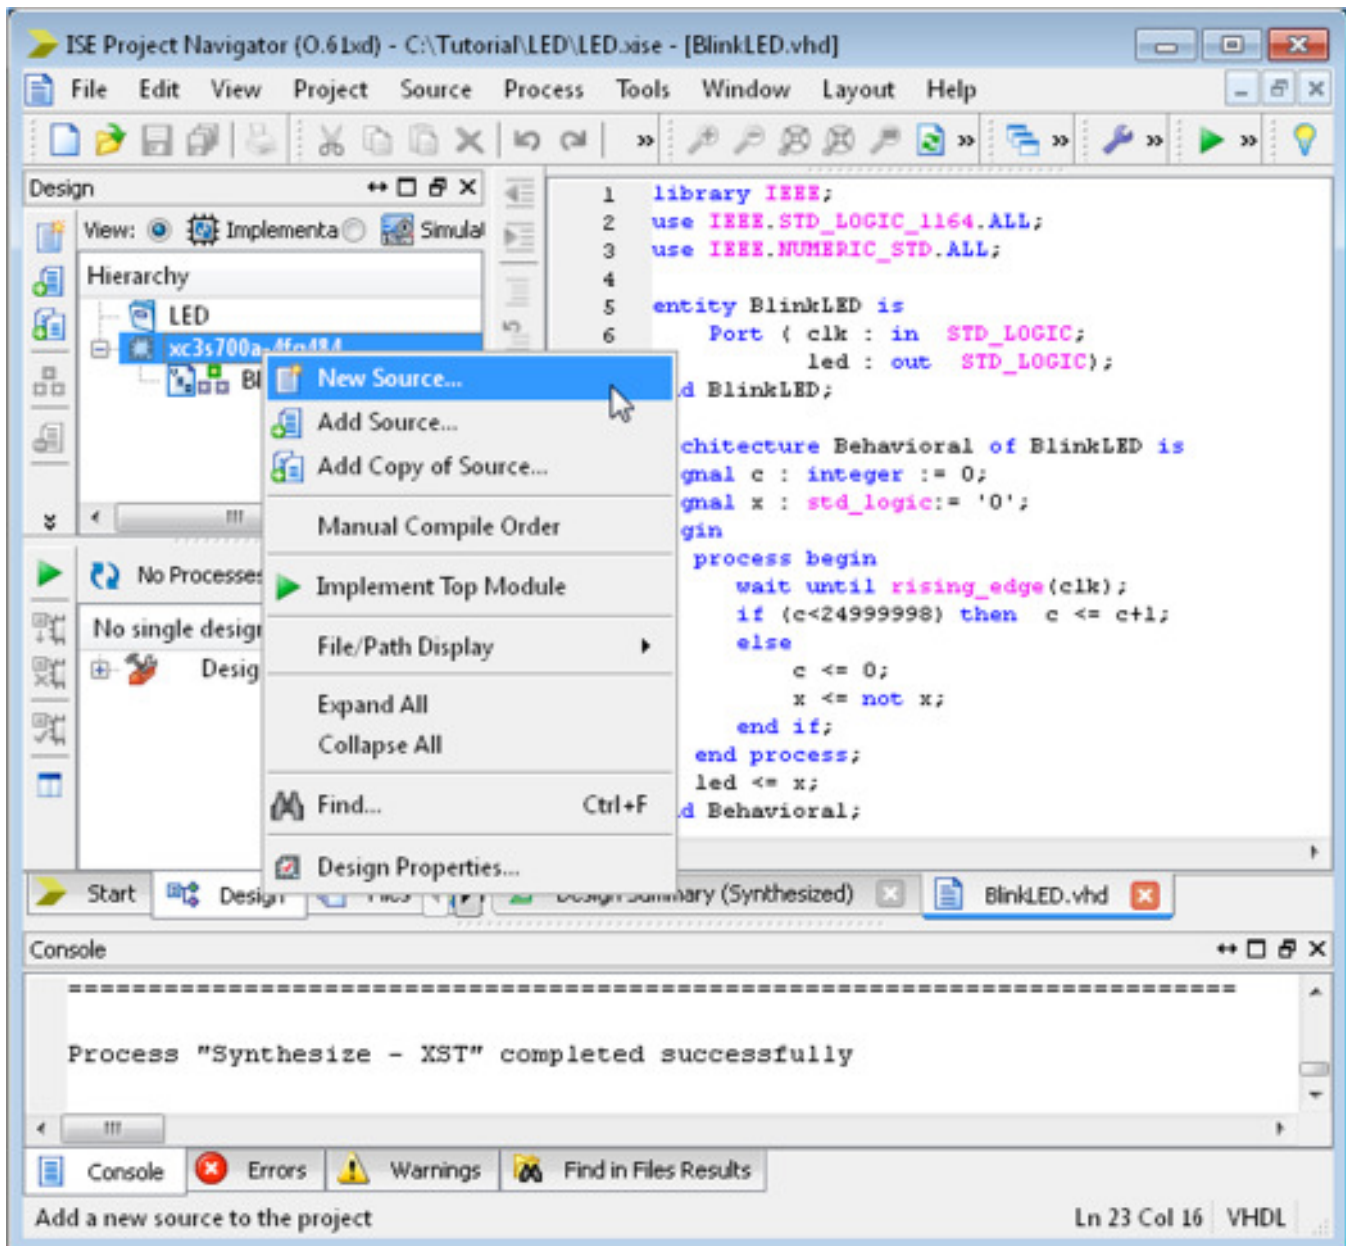 ISE Project Navigator (O.61xd) - C:\Tutorial\LED\LED.xise - [BlinkLED.vhd]
File Edit View Project Source Process Tools Window Layout Help
Design
View: Implementa Simulat
Hierarchy
LED
xc3s700a-4fg484
Bl
New Source...
Add Source...
Add Copy of Source...
Manual Compile Order
Implement Top Module
File/Path Display
Expand All
Collapse All
Find... Ctrl+F
Design Properties...
No Processes
No single design
Desig
1 library IEEE;
2 use IEEE.STD_LOGIC_1164.ALL;
3 use IEEE.NUMERIC_STD.ALL;
4
5 entity BlinkLED is
6 Port ( clk : in STD_LOGIC;
led : out STD_LOGIC);
d BlinkLED;
chitecture Behavioral of BlinkLED is
gnal c : integer := 0;
gnal x : std_logic:= '0';
gin
process begin
wait until rising_edge(clk);
if (c<24999998) then c <= c+1;
else
c <= 0;
x <= not x;
end if;
end process;
led <= x;
d Behavioral;
Start Design Files Design Summary (Synthesized) BlinkLED.vhd
Console
=========================================================================
Process "Synthesize - XST" completed successfully
Console Errors Warnings Find in Files Results
Add a new source to the project Ln 23 Col 16 VHDL